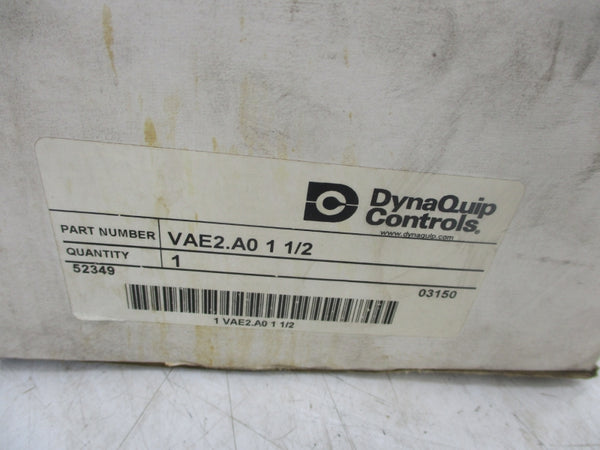 DynaQuip
Controls®
www.dynaquip.com
PART NUMBER VAE2.A0 1 1/2
QUANTITY 1
52349 03150
1 VAE2.A0 1 1/2